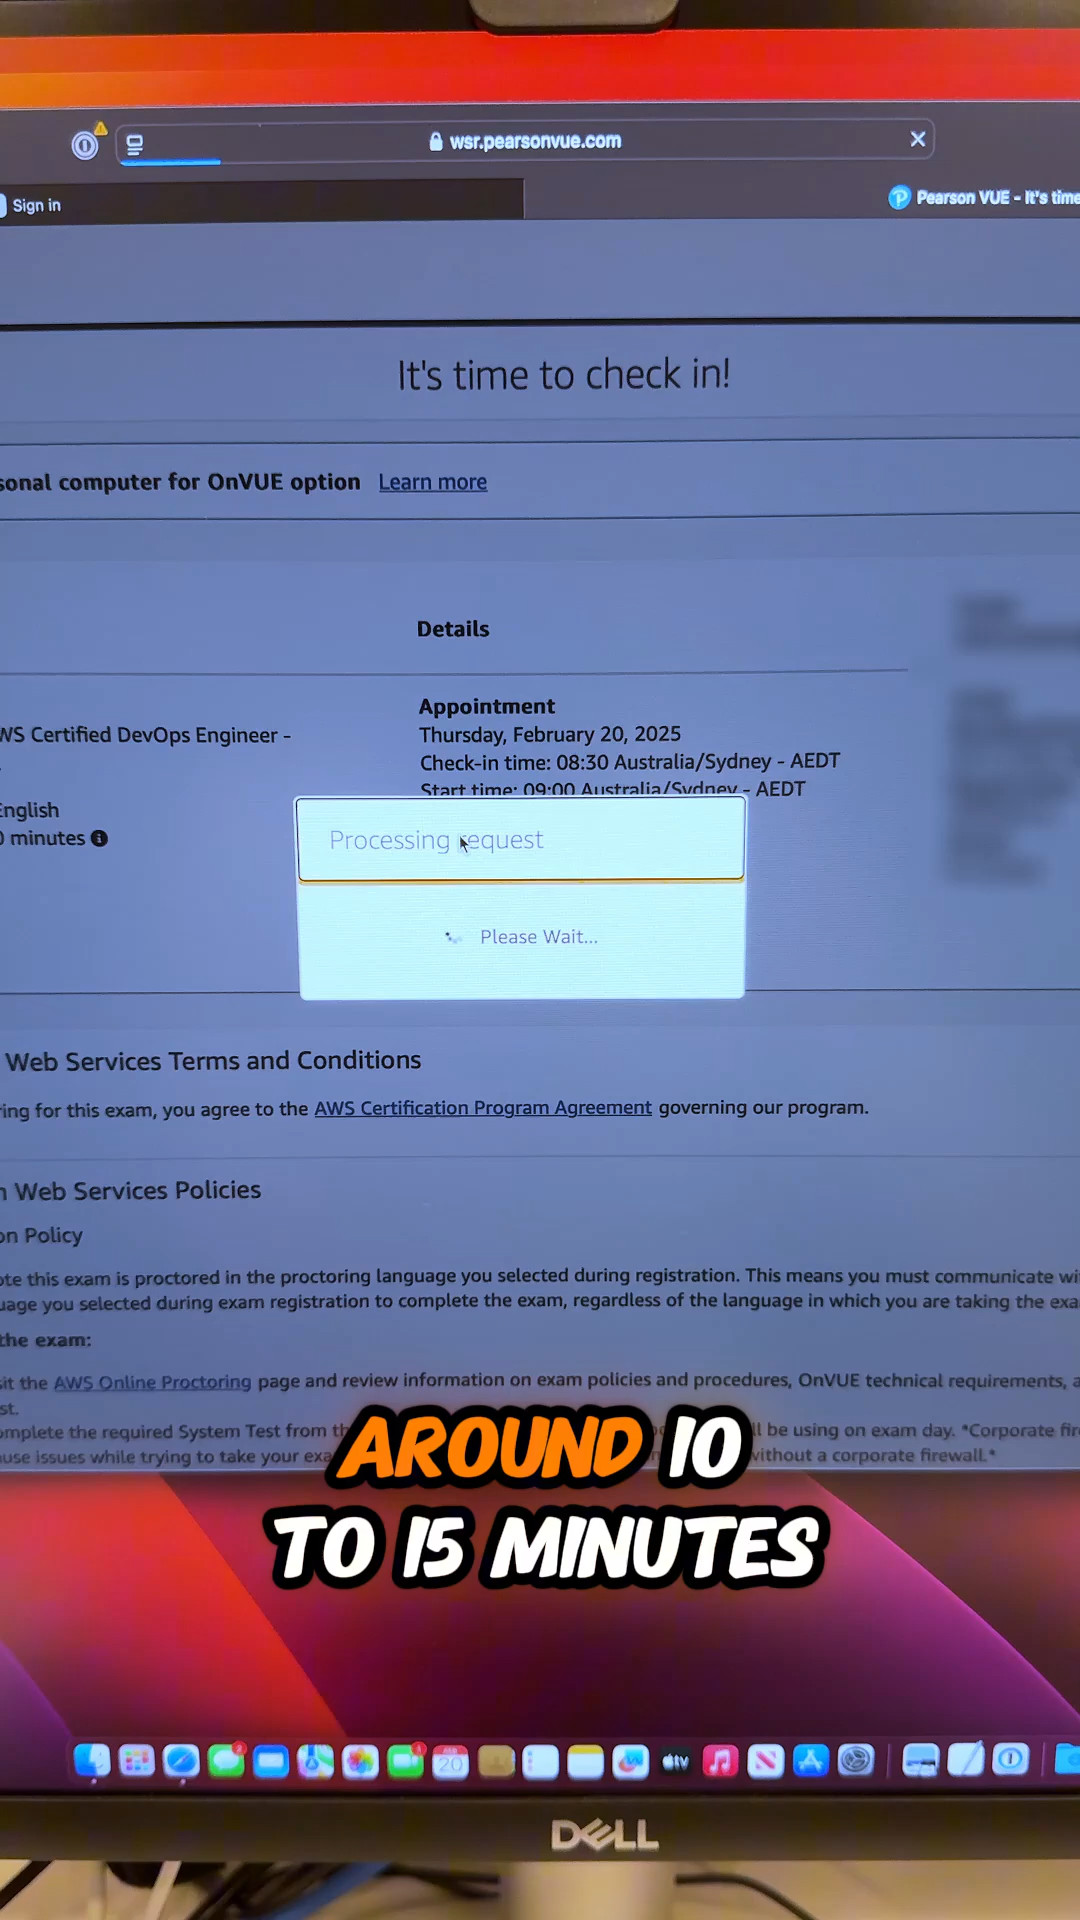 wsr.pearsonvue.com
Sign in
Pearson VUE - It's time
It's time to check in!
sonal computer for OnVUE option Learn more
Details
Appointment
WS Certified DevOps Engineer -
Thursday, February 20, 2025
Check-in time: 08:30 Australia/Sydney - AEDT
Start time: 09:00 Australia/Sydney - AEDT
English
0 minutes
Processing request
Please Wait...
Web Services Terms and Conditions
ring for this exam, you agree to the AWS Certification Program Agreement governing our program.
n Web Services Policies
on Policy
ote this exam is proctored in the proctoring language you selected during registration. This means you must communicate wi
uage you selected during exam registration to complete the exam, regardless of the language in which you are taking the exa
the exam:
sit the AWS Online Proctoring page and review information on exam policies and procedures, OnVUE technical requirements, a
st.
omplete the required System Test from th ll be using on exam day. *Corporate fire
use issues while trying to take your exa without a corporate firewall.*
AROUND 10
TO 15 MINUTES
20
tv
DELL